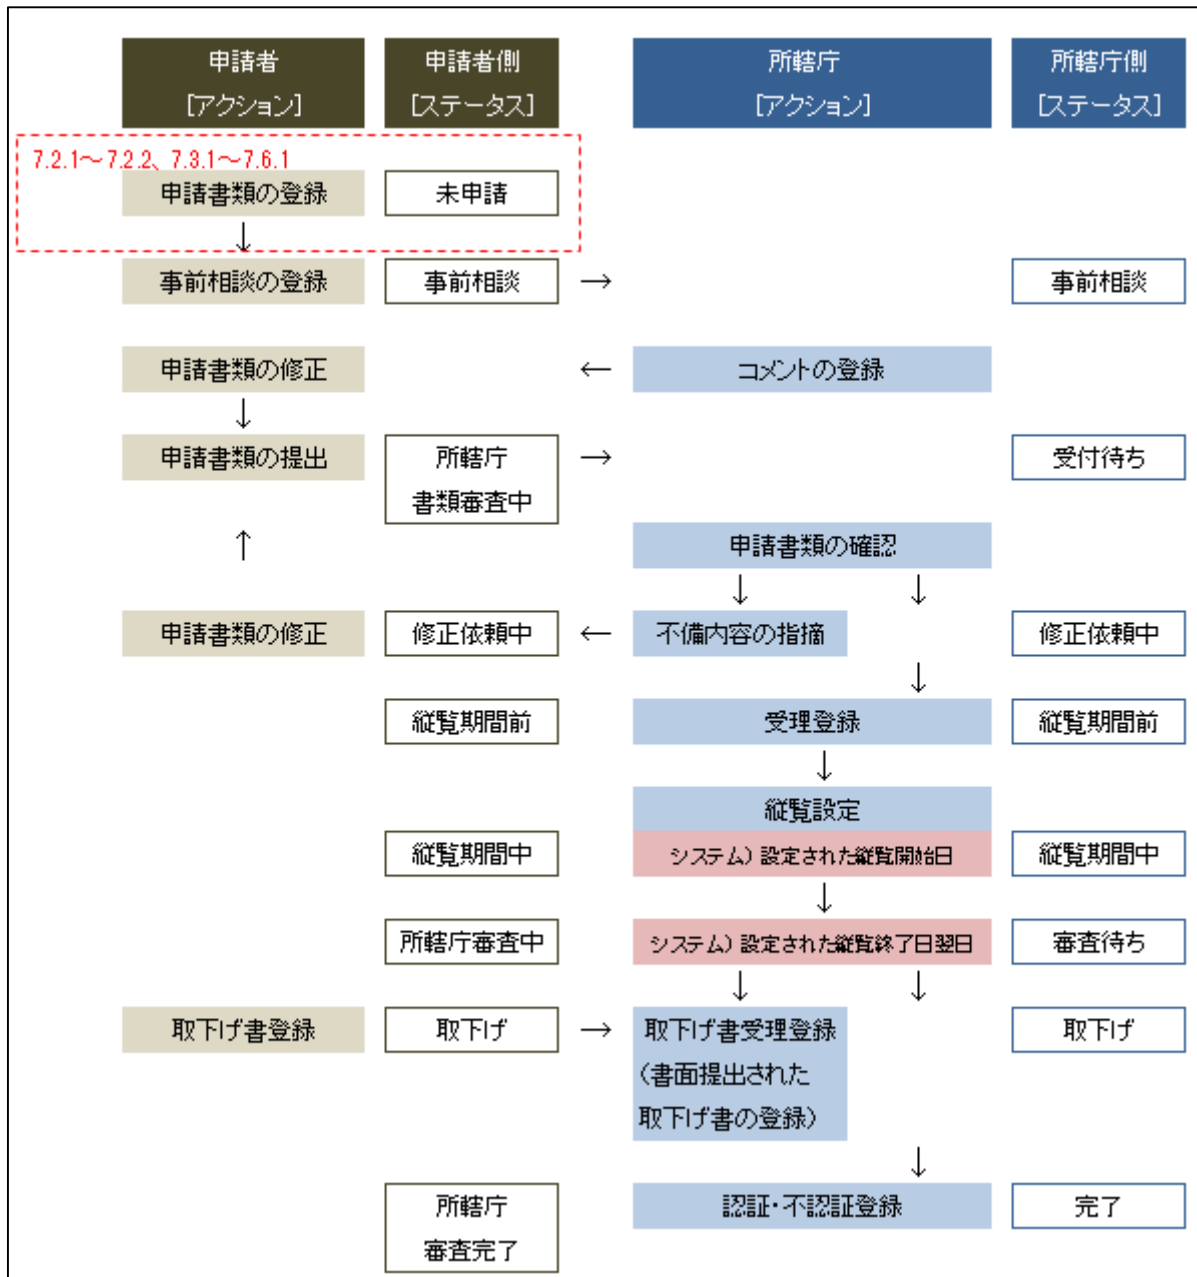 申請者
[アクション]
申請者側
[ステータス]
所轄庁
[アクション]
所轄庁側
[ステータス]
7.2.1～7.2.2、7.3.1～7.6.1
申請書類の登録
未申請
↓
事前相談の登録
事前相談
→
事前相談
申請書類の修正
←
コメントの登録
↓
申請書類の提出
所轄庁
書類審査中
→
受付待ち
↑
申請書類の確認
↓ ↓
申請書類の修正
修正依頼中
←
不備内容の指摘
修正依頼中
↓
縦覧期間前
受理登録
縦覧期間前
↓
縦覧設定
縦覧期間中
システム）設定された縦覧開始日
縦覧期間中
↓
所轄庁審査中
システム）設定された縦覧終了日翌日
審査待ち
↓ ↓
取下げ書登録
取下げ
→
取下げ書受理登録
（書面提出された
取下げ書の登録）
取下げ
↓
所轄庁
審査完了
認証・不認証登録
完了